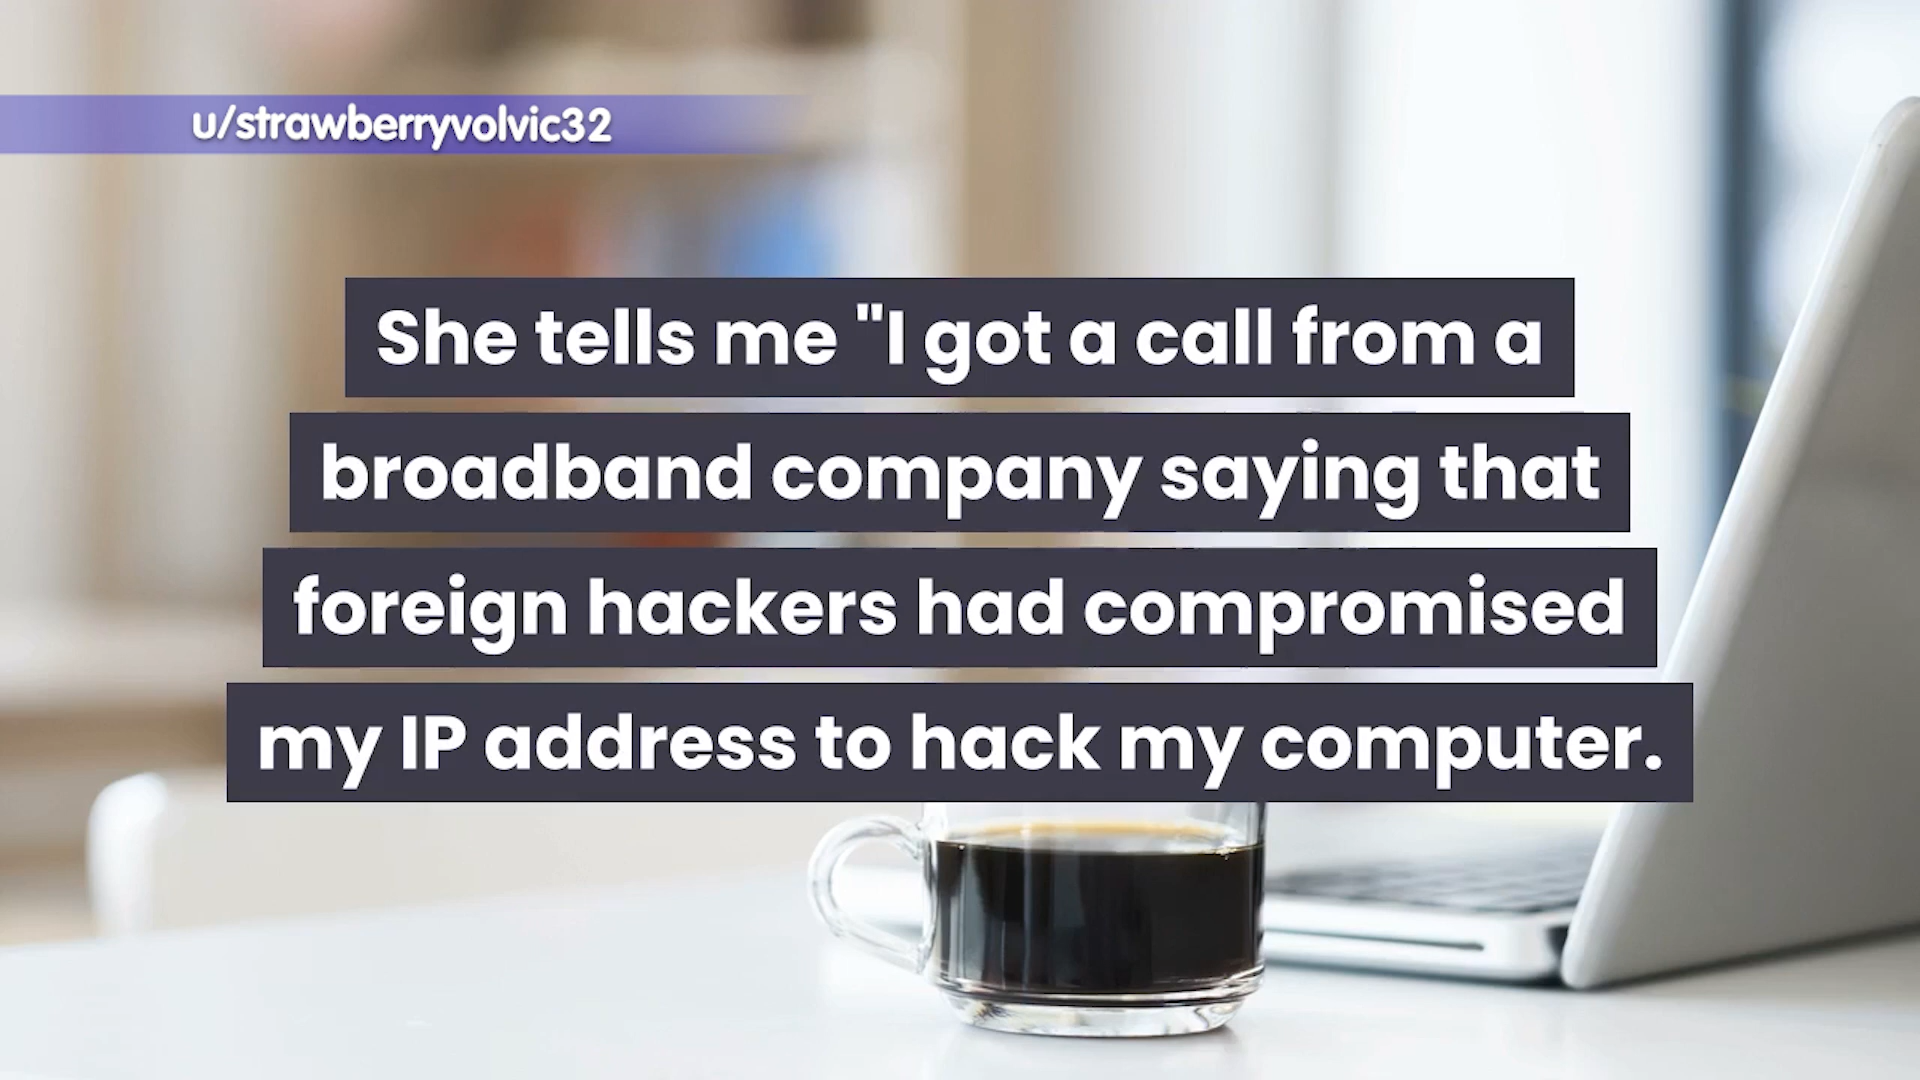 u/strawberryvolvic32
She tells me "I got a call from a
broadband company saying that
foreign hackers had compromised
my IP address to hack my computer.